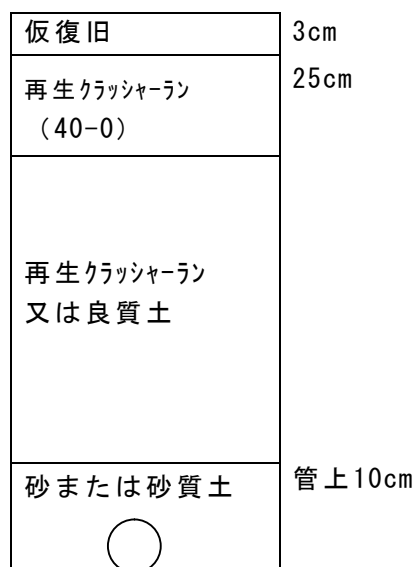 仮復旧 3cm
再生ｸﾗｯｼｬｰﾗﾝ 25cm
（40-0）
再生ｸﾗｯｼｬｰﾗﾝ
又は良質土
砂または砂質土 管上10cm